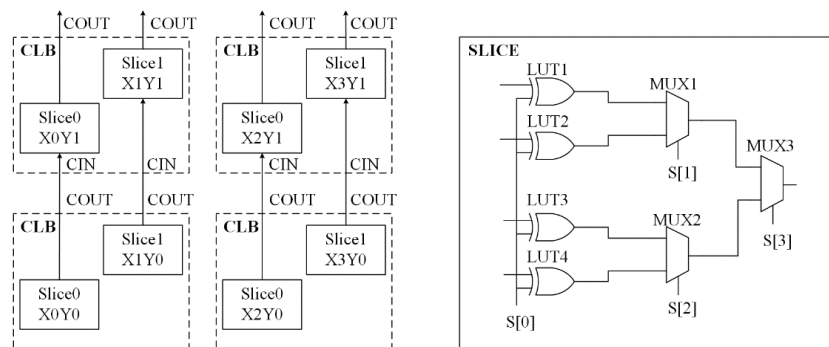 COUT
COUT
COUT
COUT
CLB
Slice1
X1Y1
CLB
Slice1
X3Y1
Slice0
X0Y1
Slice0
X2Y1
CIN
CIN
CIN
CIN
COUT
COUT
COUT
COUT
CLB
Slice1
X1Y0
CLB
Slice1
X3Y0
Slice0
X0Y0
Slice0
X2Y0
SLICE
LUT1
MUX1
LUT2
MUX3
S[1]
LUT3
MUX2
S[3]
LUT4
S[0]
S[2]